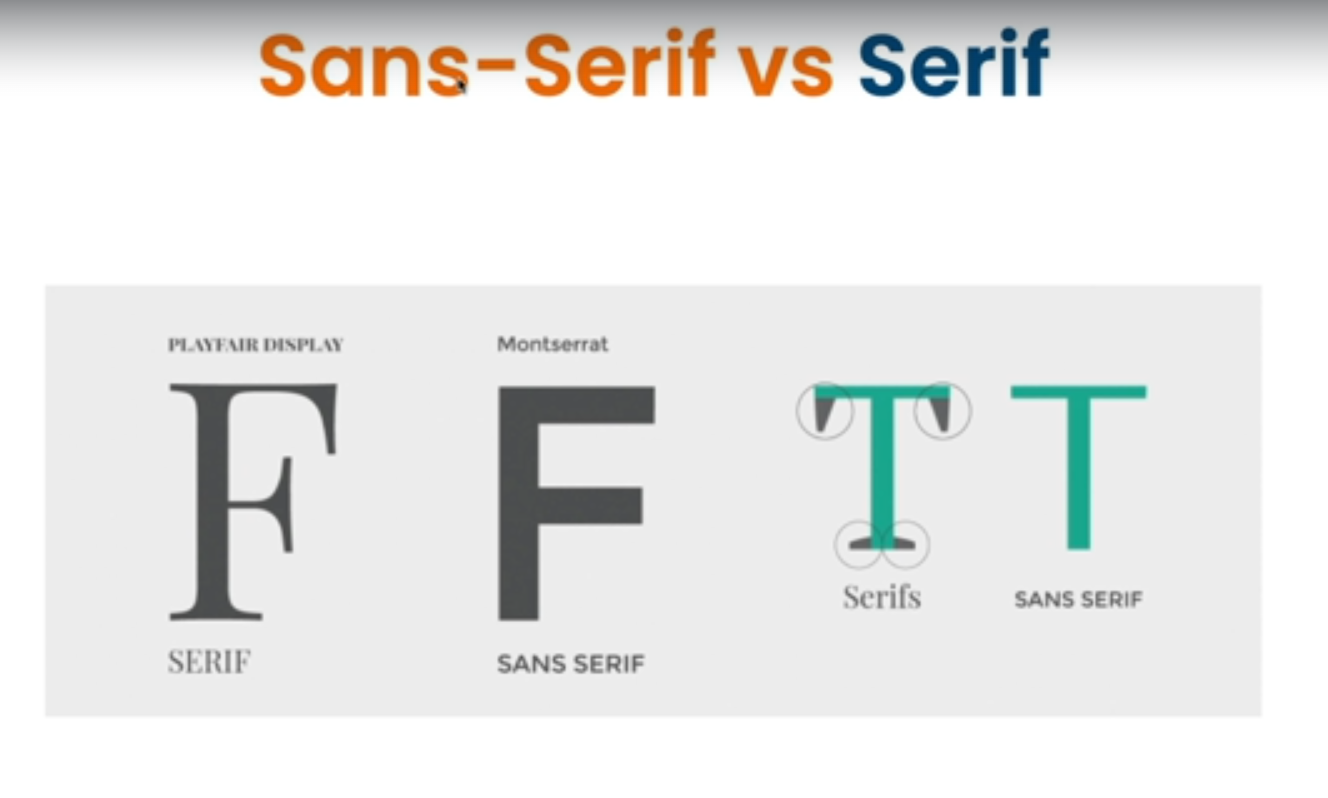 Sans-Serif vs Serif
PLAYFAIR DISPLAY
F
SERIF
Montserrat
F
SANS SERIF
T
Serifs
T
SANS SERIF